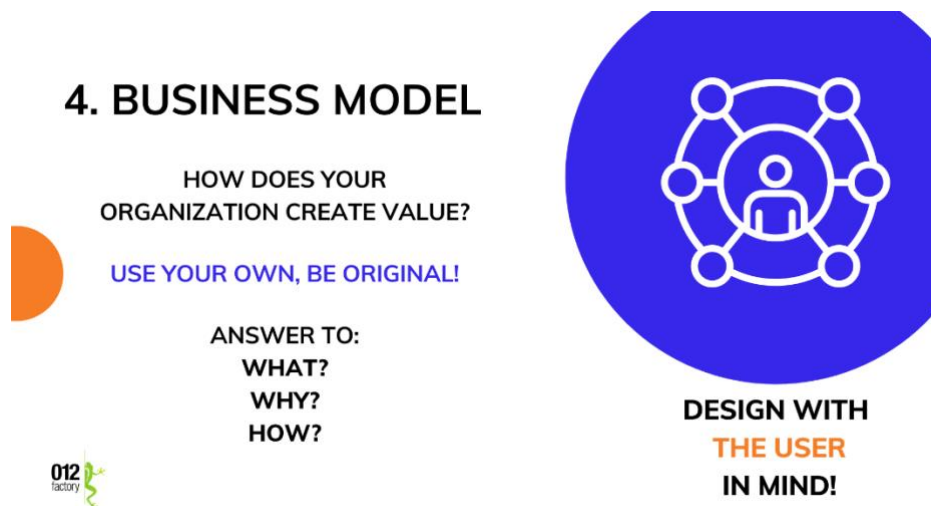 4. BUSINESS MODEL
HOW DOES YOUR
ORGANIZATION CREATE VALUE?
USE YOUR OWN, BE ORIGINAL!
ANSWER TO:
WHAT?
WHY?
HOW?
012
factory
DESIGN WITH
THE USER
IN MIND!